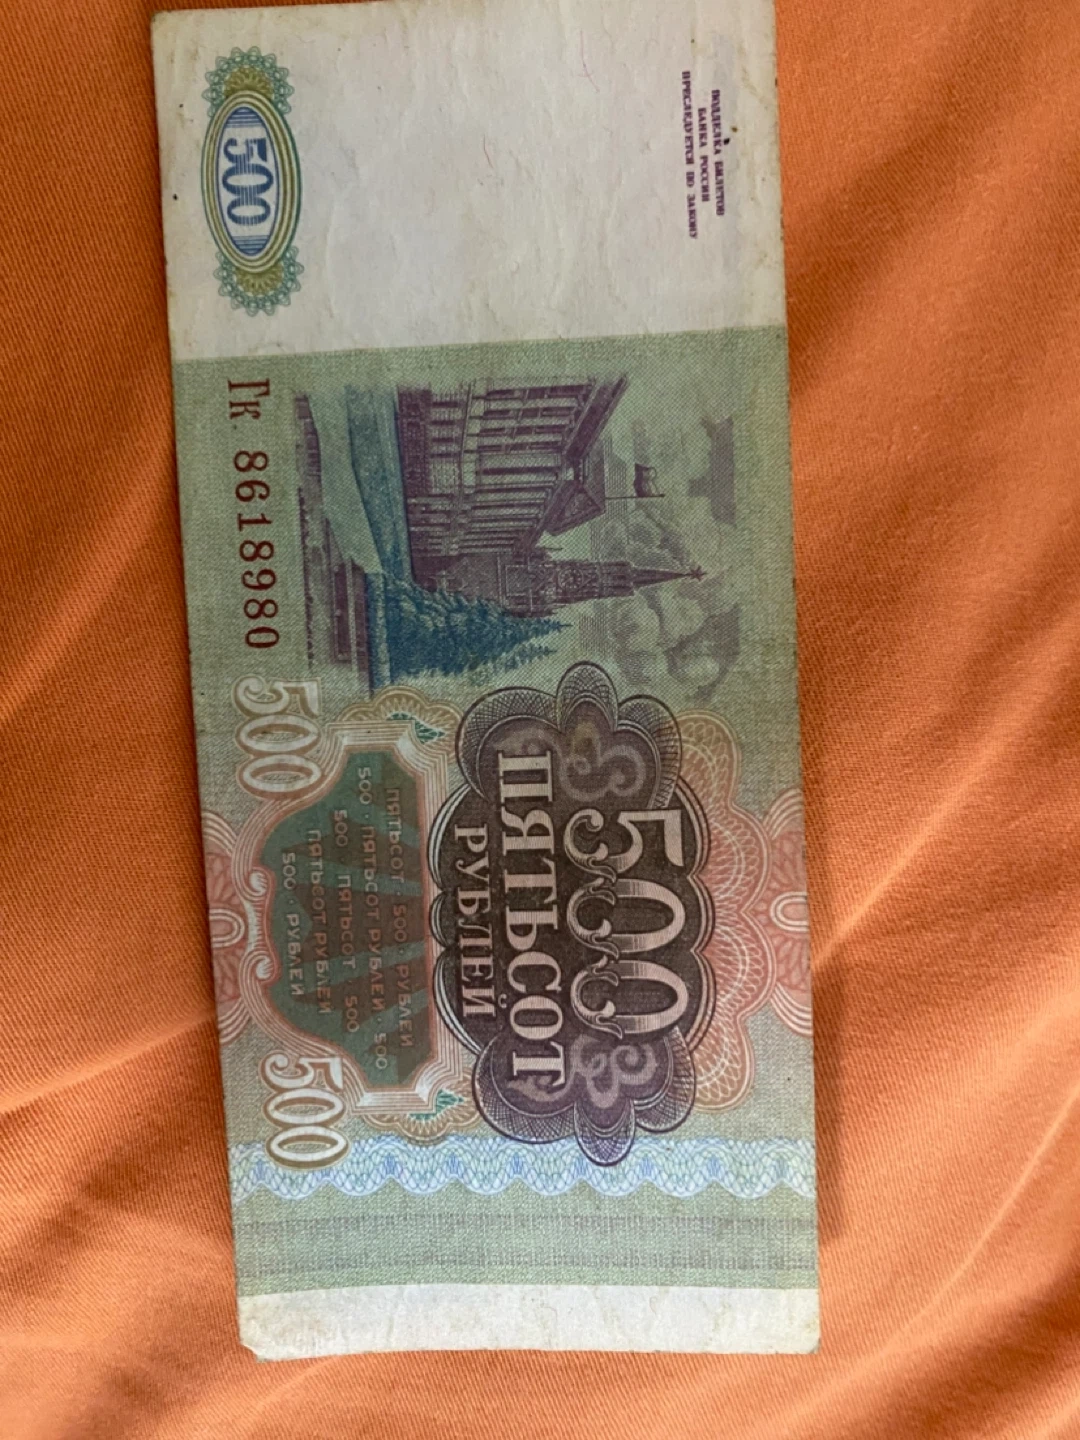 500
ПОДДЕЛКА БИЛЕТОВ
БАНКА РОССИИ
ПРЕСЛЕДУЕТСЯ ПО ЗАКОНУ
Гк 8618980
500
ПЯТЬСОТ
РУБЛЕЙ
ПЯТЬСОТ · 500 · РУБЛЕЙ
500 · ПЯТЬСОТ РУБЛЕЙ · 500
500 ПЯТЬСОТ 500
ПЯТЬСОТ РУБЛЕЙ
500 · РУБЛЕЙ
500
500